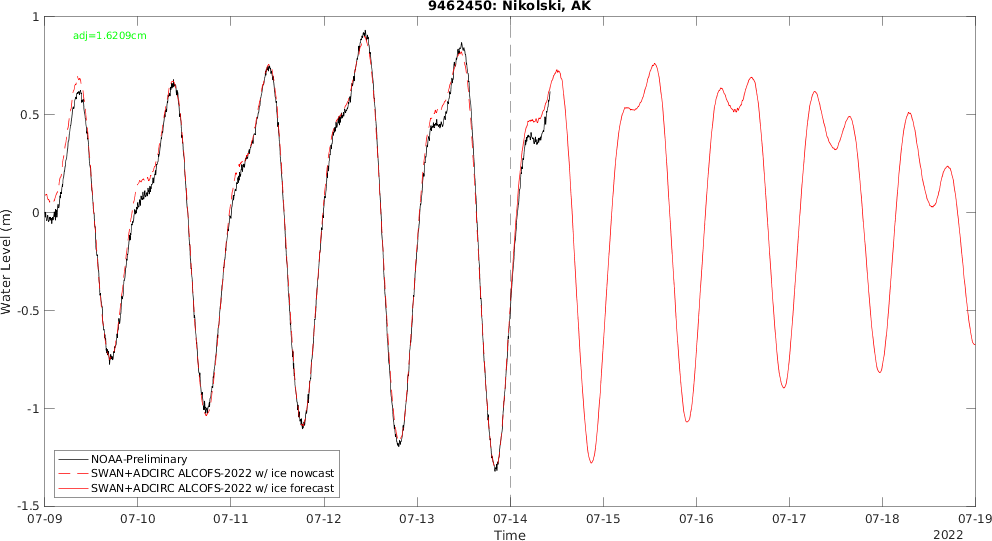 9462450: Nikolski, AK
adj=1.6209cm
1
0.5
0
-0.5
-1
-1.5
Water Level (m)
NOAA-Preliminary
SWAN+ADCIRC ALCOFS-2022 w/ ice nowcast
SWAN+ADCIRC ALCOFS-2022 w/ ice forecast
07-09 07-10 07-11 07-12 07-13 07-14 07-15 07-16 07-17 07-18 07-19
Time
2022